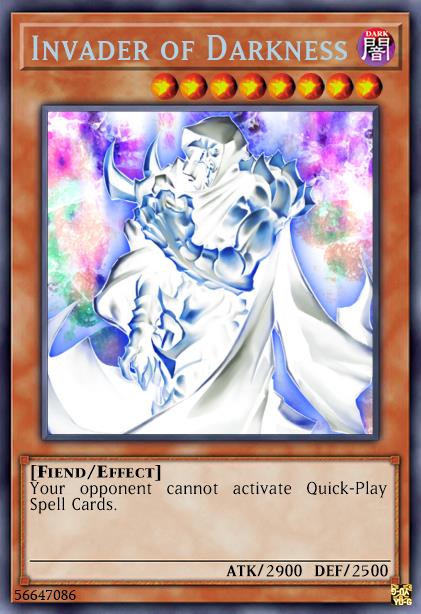 INVADER OF DARKNESS
DARK
闇
[FIEND/EFFECT]
Your opponent cannot activate Quick-Play
Spell Cards.
ATK/2900 DEF/2500
56647086